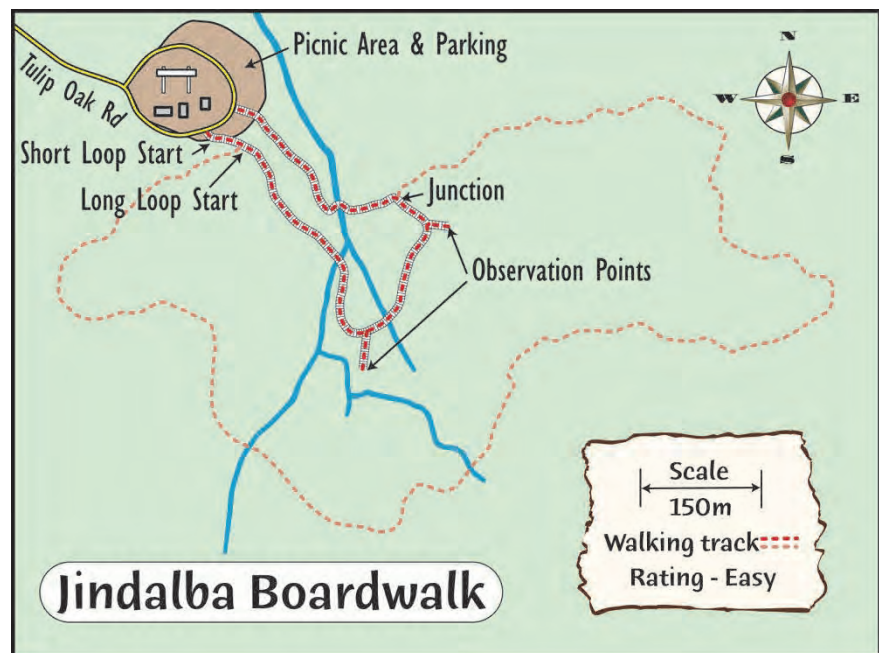 Picnic Area & Parking
Tulip Oak Rd
N
W
E
S
Short Loop Start
Long Loop Start
Junction
Observation Points
Scale
150m
Walking track
Rating - Easy
Jindalba Boardwalk